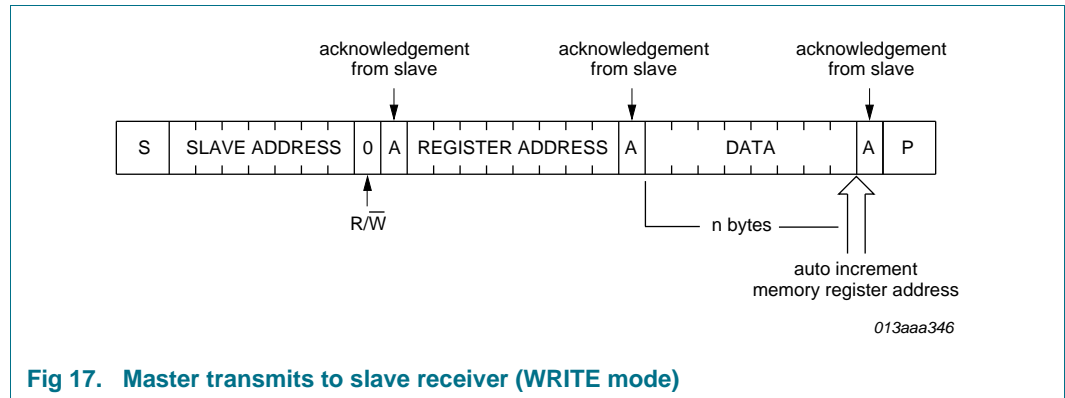 acknowledgement
from slave
acknowledgement
from slave
acknowledgement
from slave
S SLAVE ADDRESS 0 A REGISTER ADDRESS A DATA A P
R/W̅
n bytes
auto increment
memory register address
013aaa346
Fig 17. Master transmits to slave receiver (WRITE mode)